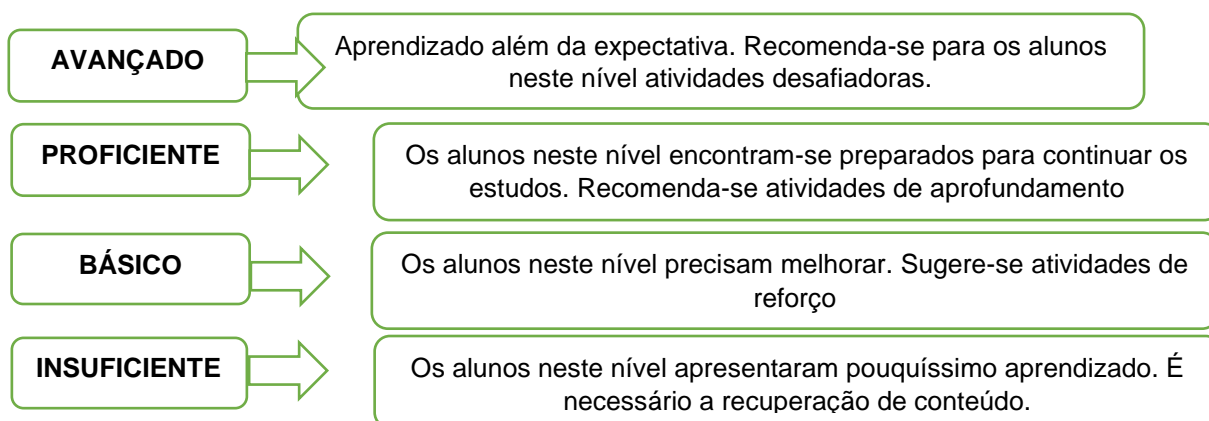 AVANÇADO
Aprendizado além da expectativa. Recomenda-se para os alunos
neste nível atividades desafiadoras.
PROFICIENTE
Os alunos neste nível encontram-se preparados para continuar os
estudos. Recomenda-se atividades de aprofundamento
BÁSICO
Os alunos neste nível precisam melhorar. Sugere-se atividades de
reforço
INSUFICIENTE
Os alunos neste nível apresentaram pouquíssimo aprendizado. É
necessário a recuperação de conteúdo.